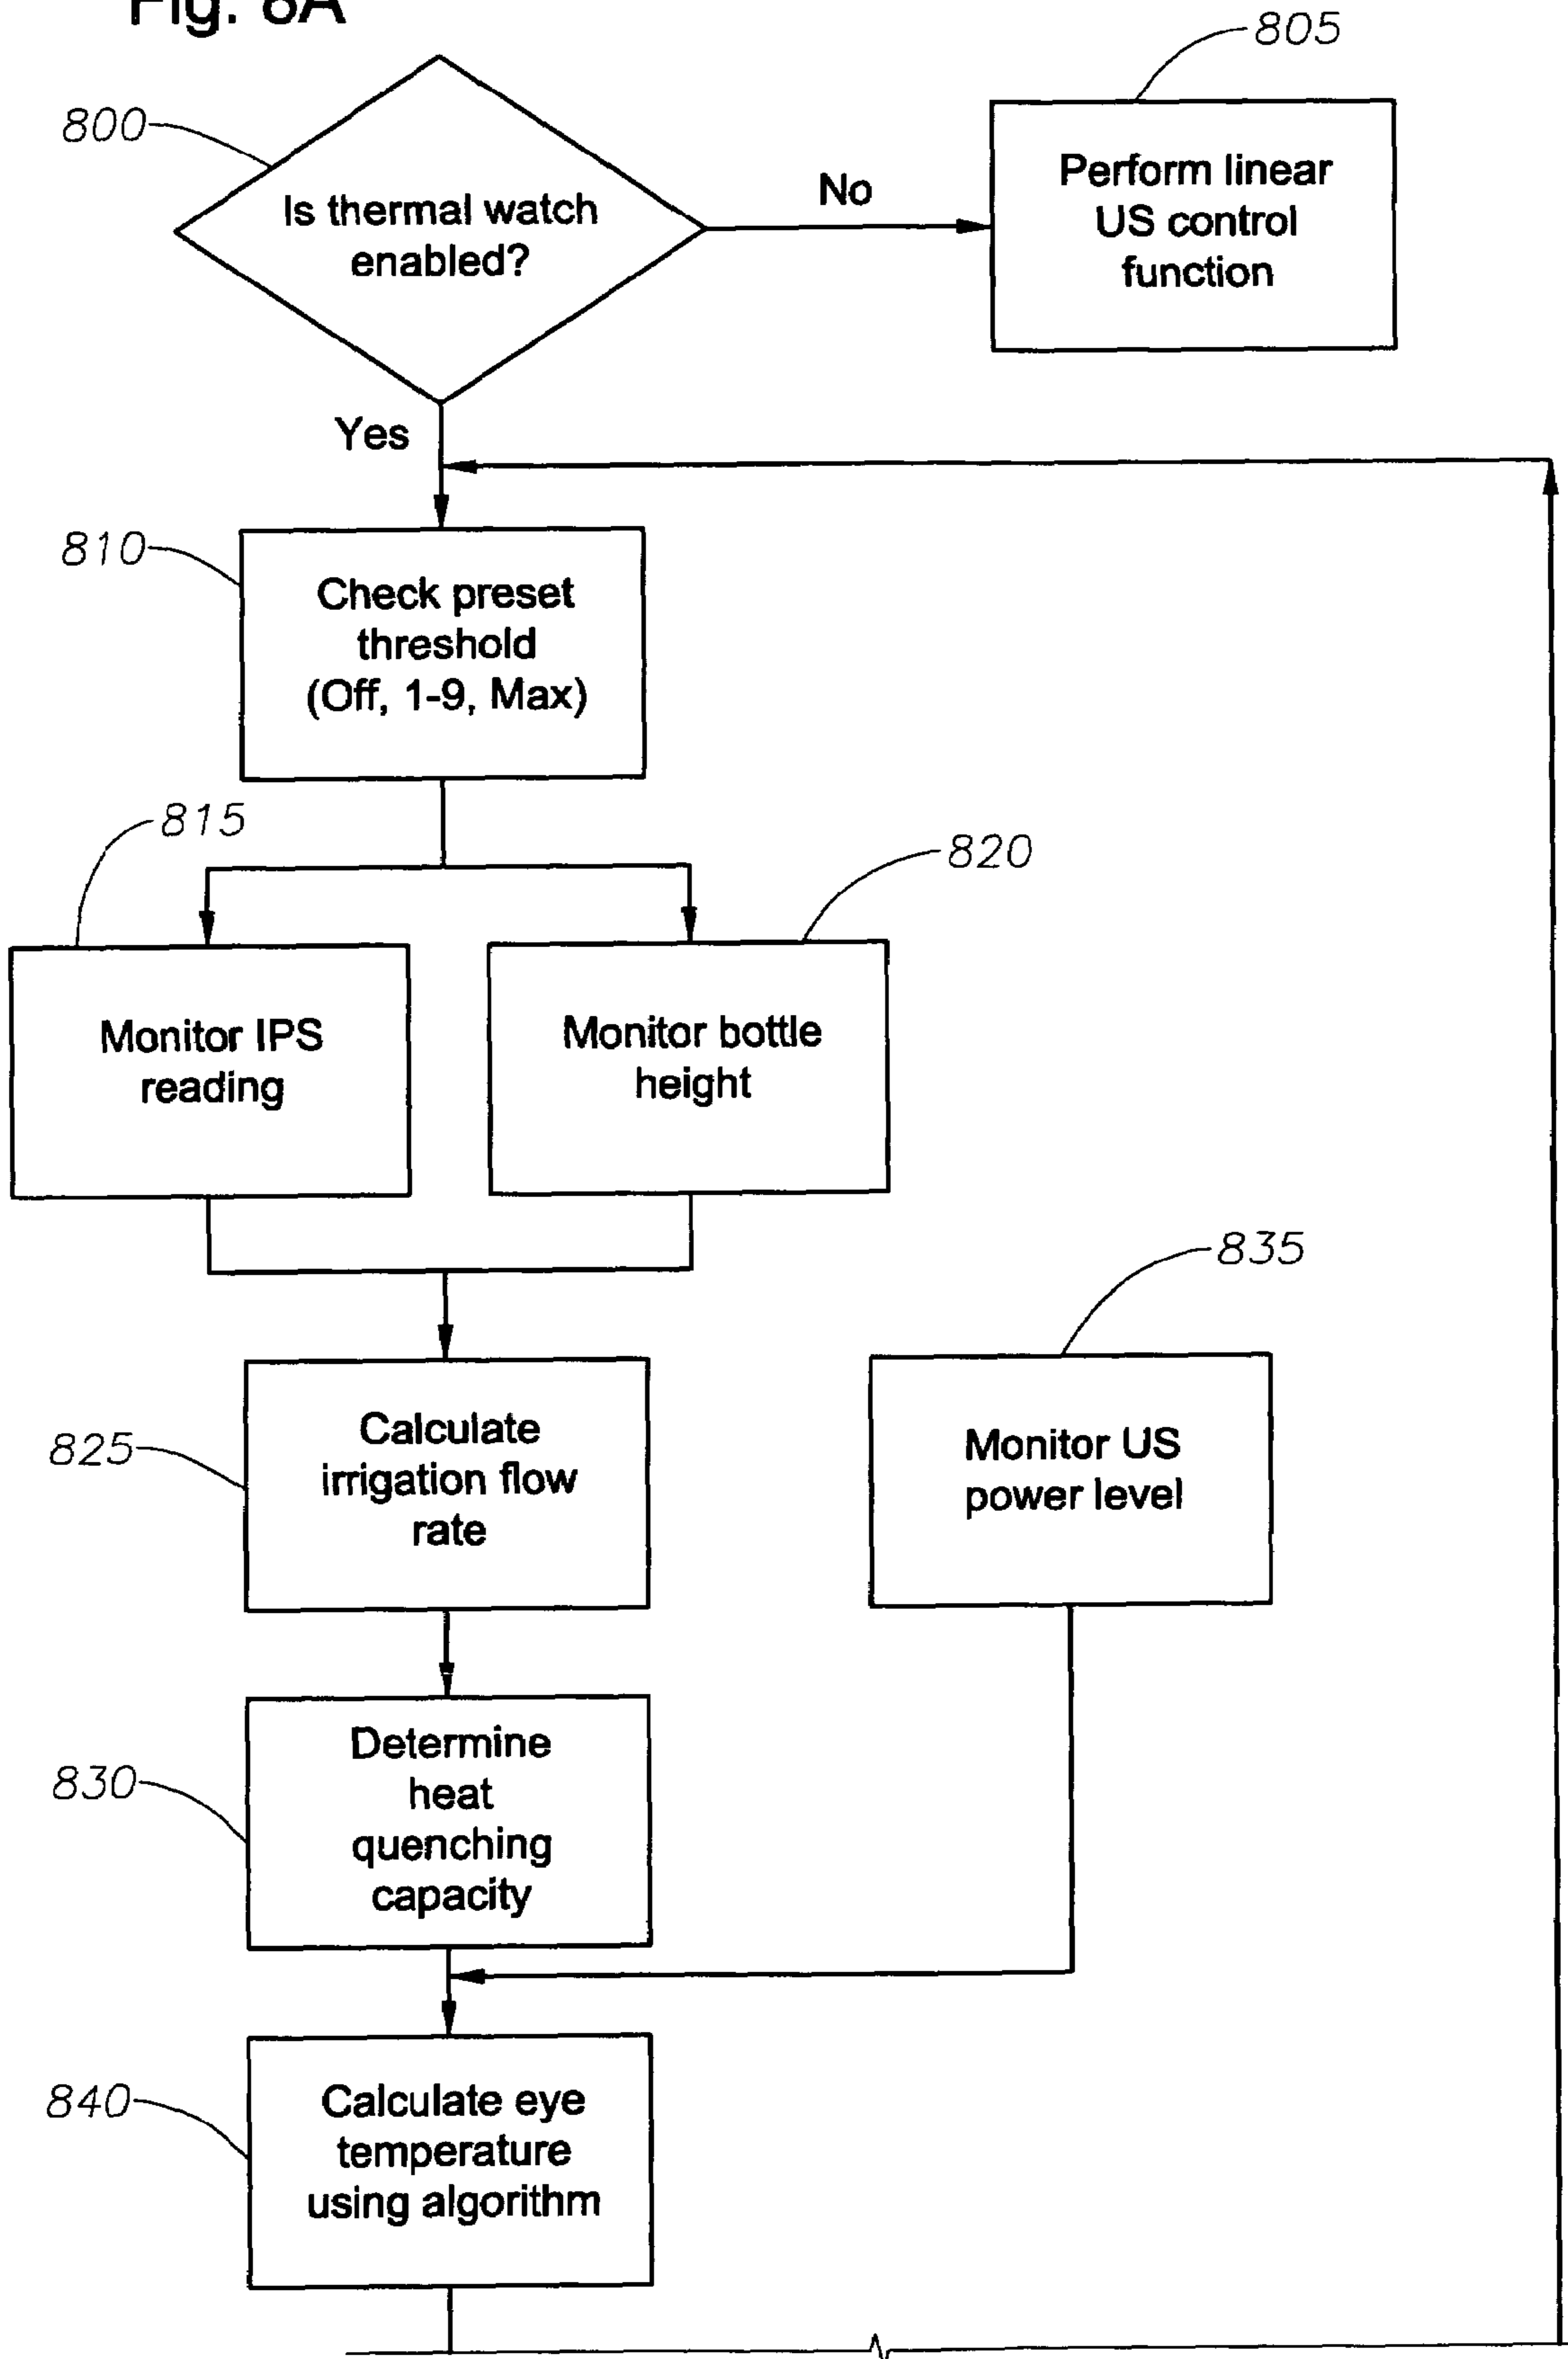 Fig. 8A
805
800
Is thermal watch
enabled?
No
Perform linear
US control
function
Yes
810
Check preset
threshold
(Off, 1-9, Max)
815
820
Monitor IPS
reading
Monitor bottle
height
835
825
Calculate
irrigation flow
rate
Monitor US
power level
830
Determine
heat
quenching
capacity
840
Calculate eye
temperature
using algorithm